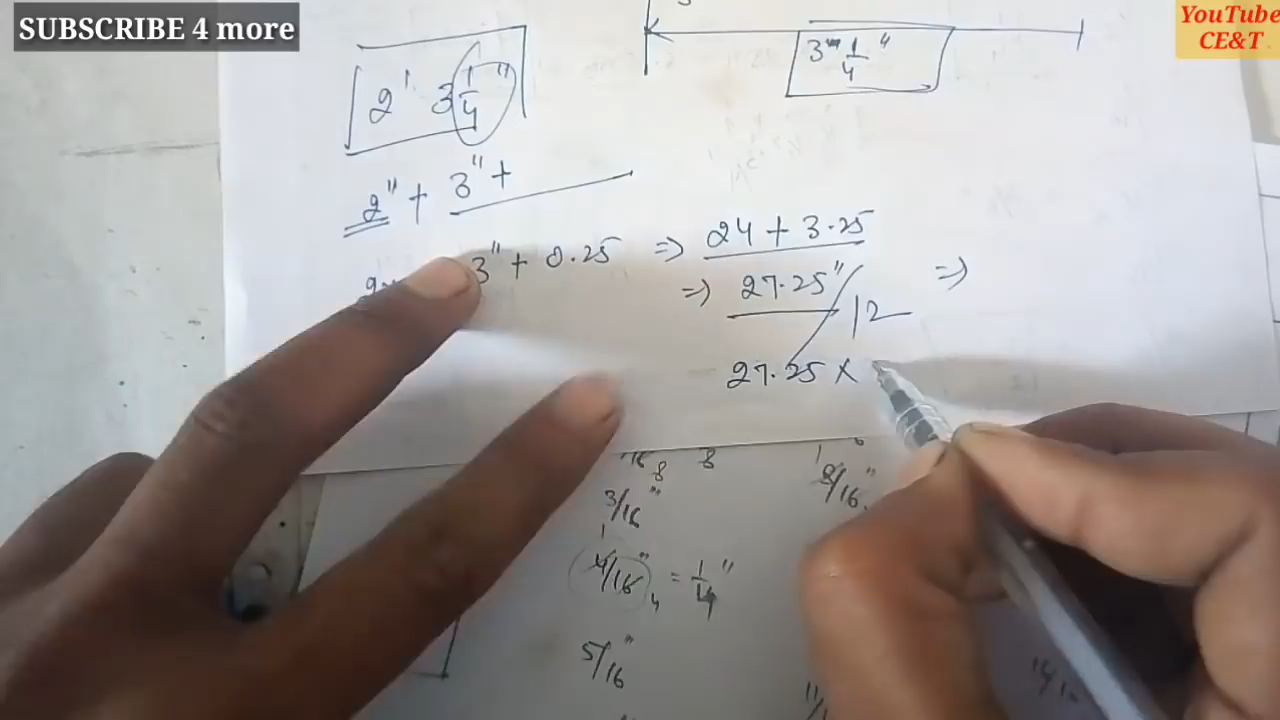 SUBSCRIBE 4 more
YouTube
CE&T
2' 3 1/4"
3" 1/4"
2" + 3" +
3" + 0.25 => 24 + 3.25
=> 27.25" / 12 =>
27.25 ×
3/16"
4/16" = 1/4"
4
5/16"
8/16"